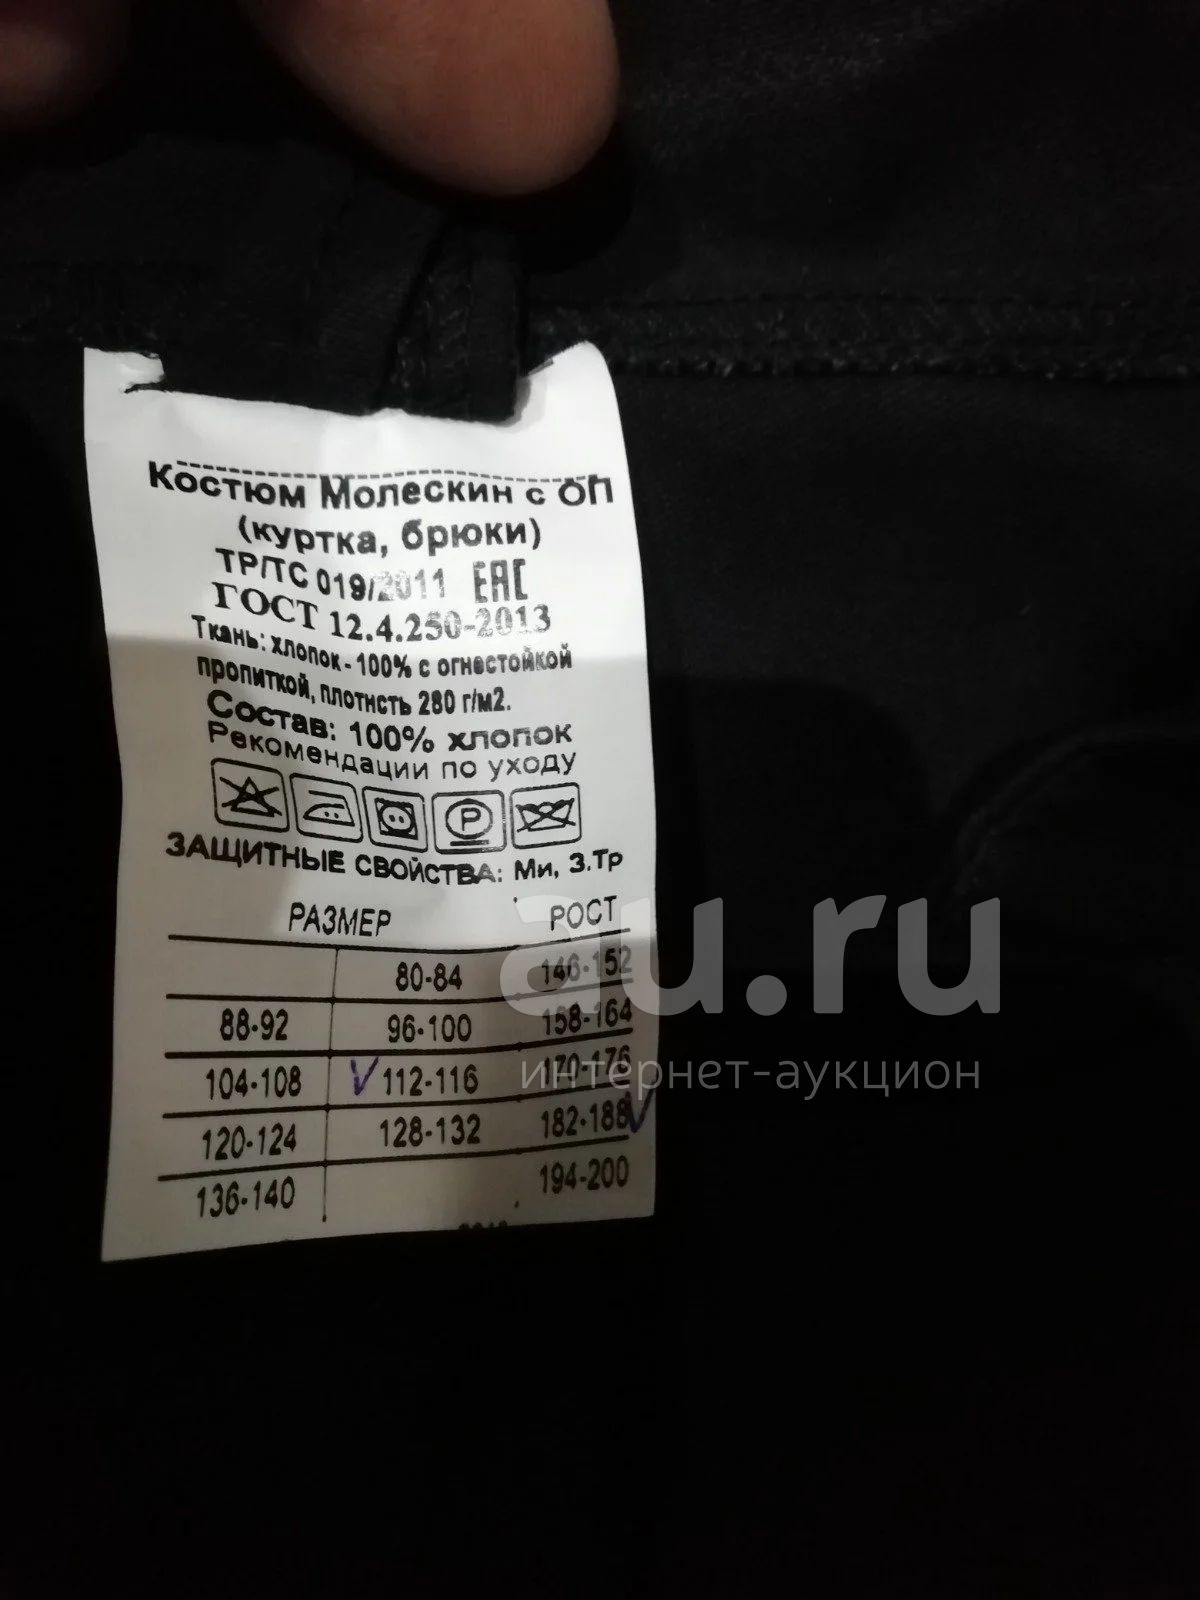 Костюм Молескин с ОП
(куртка, брюки)
ТР/ТС 019/2011 ЕАС
ГОСТ 12.4.250-2013
Ткань: хлопок - 100% с огнестойкой
пропиткой, плотнсть 280 г/м2.
Состав: 100% хлопок
Рекомендации по уходу
P
ЗАЩИТНЫЕ СВОЙСТВА: Ми, З.Тр
РАЗМЕР РОСТ
80-84 146-152
88-92 96-100 158-164
104-108 112-116 170-176
120-124 128-132 182-188
136-140 194-200
au.ru
интернет-аукцион